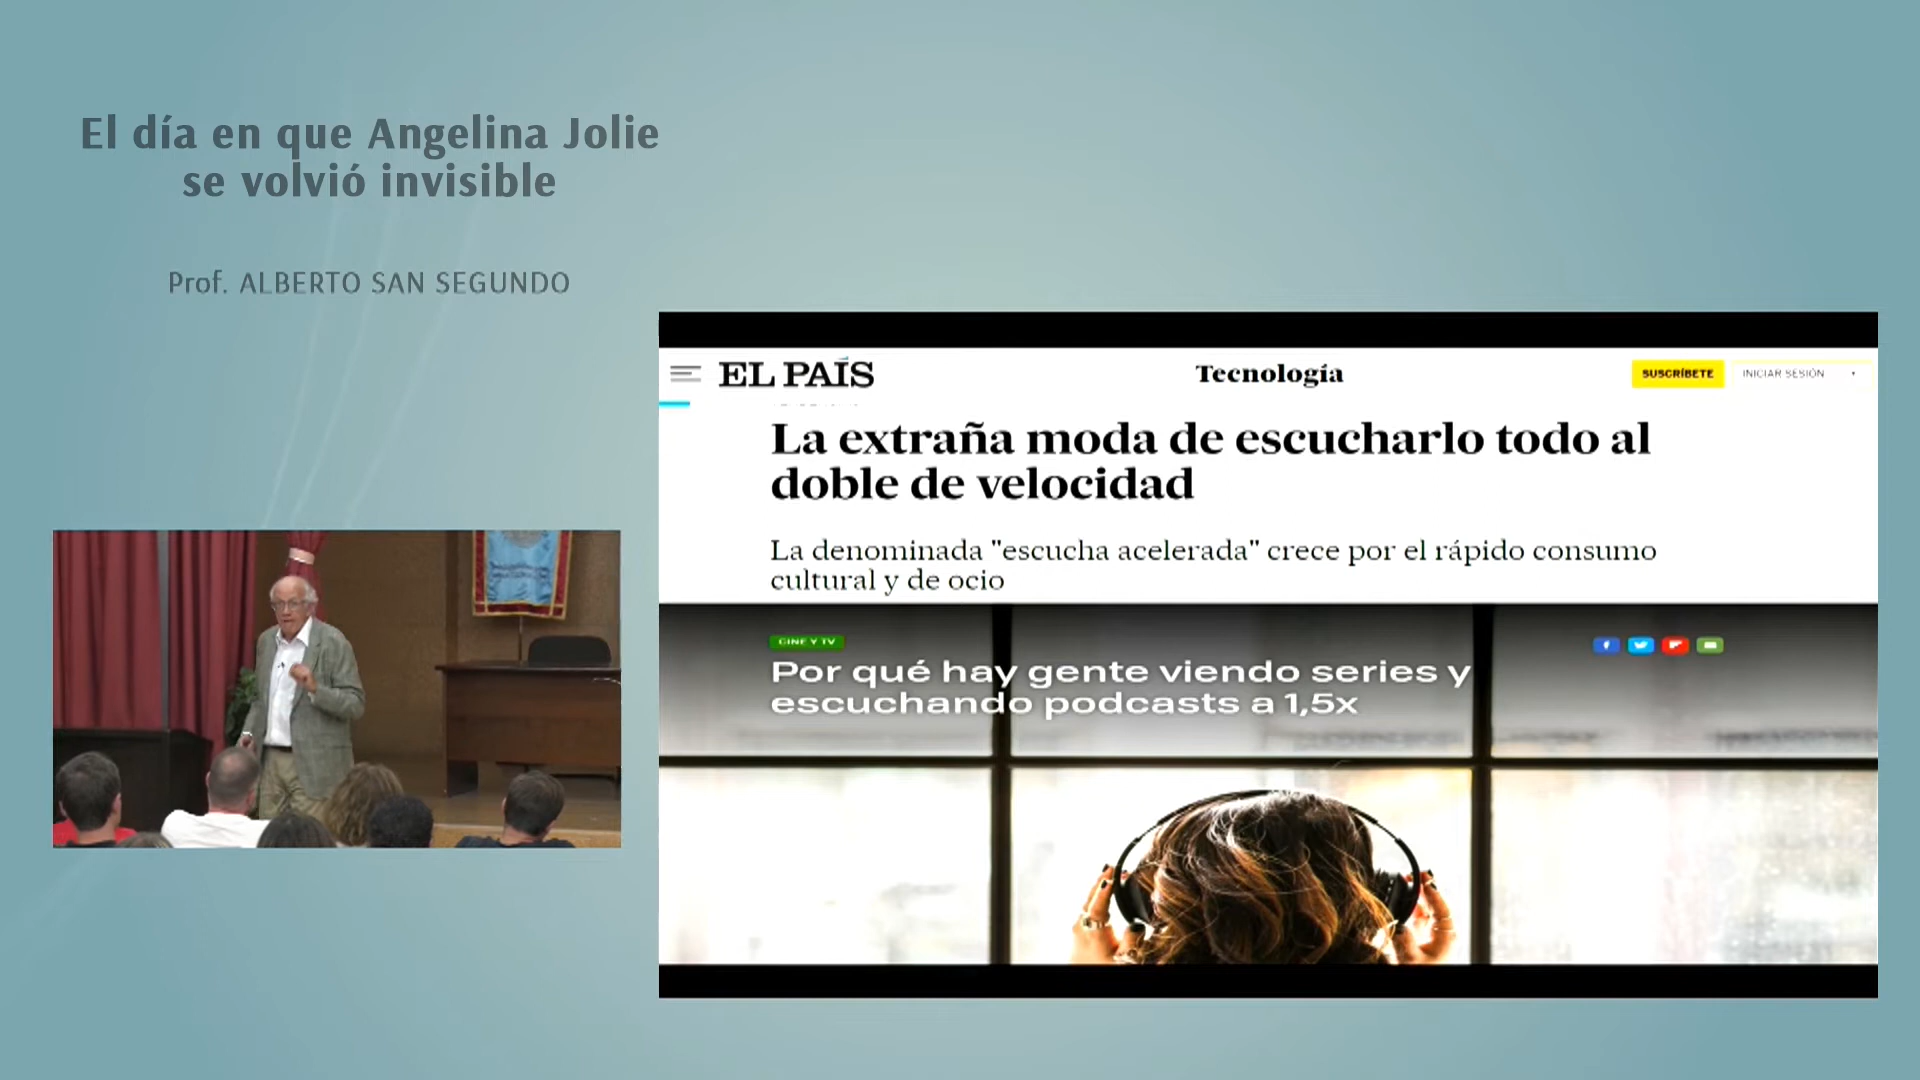 El día en que Angelina Jolie
se volvió invisible
Prof. ALBERTO SAN SEGUNDO
EL PAÍS
Tecnología
SUSCRÍBETE
INICIAR SESIÓN
La extraña moda de escucharlo todo al
doble de velocidad
La denominada "escucha acelerada" crece por el rápido consumo
cultural y de ocio
CINE Y TV
Por qué hay gente viendo series y
escuchando podcasts a 1,5x